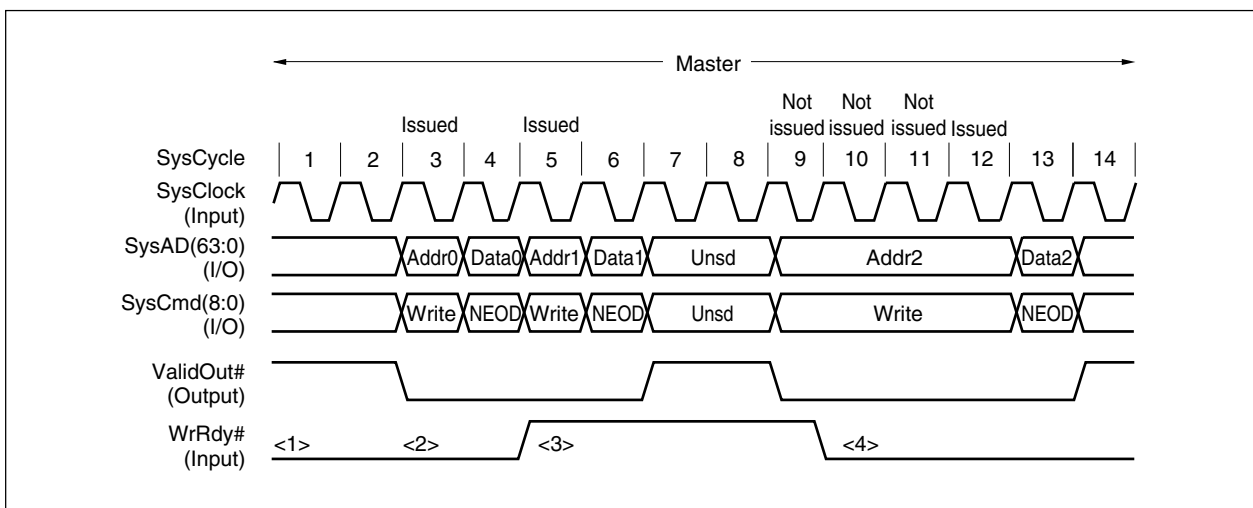 Master
Not Not Not
Issued Issued issued issued issued Issued
SysCycle 1 2 3 4 5 6 7 8 9 10 11 12 13 14
SysClock
(Input)
SysAD(63:0) Addr0 Data0 Addr1 Data1 Unsd Addr2 Data2
(I/O)
SysCmd(8:0) Write NEOD Write NEOD Unsd Write NEOD
(I/O)
ValidOut#
(Output)
WrRdy# <1> <2> <3> <4>
(Input)